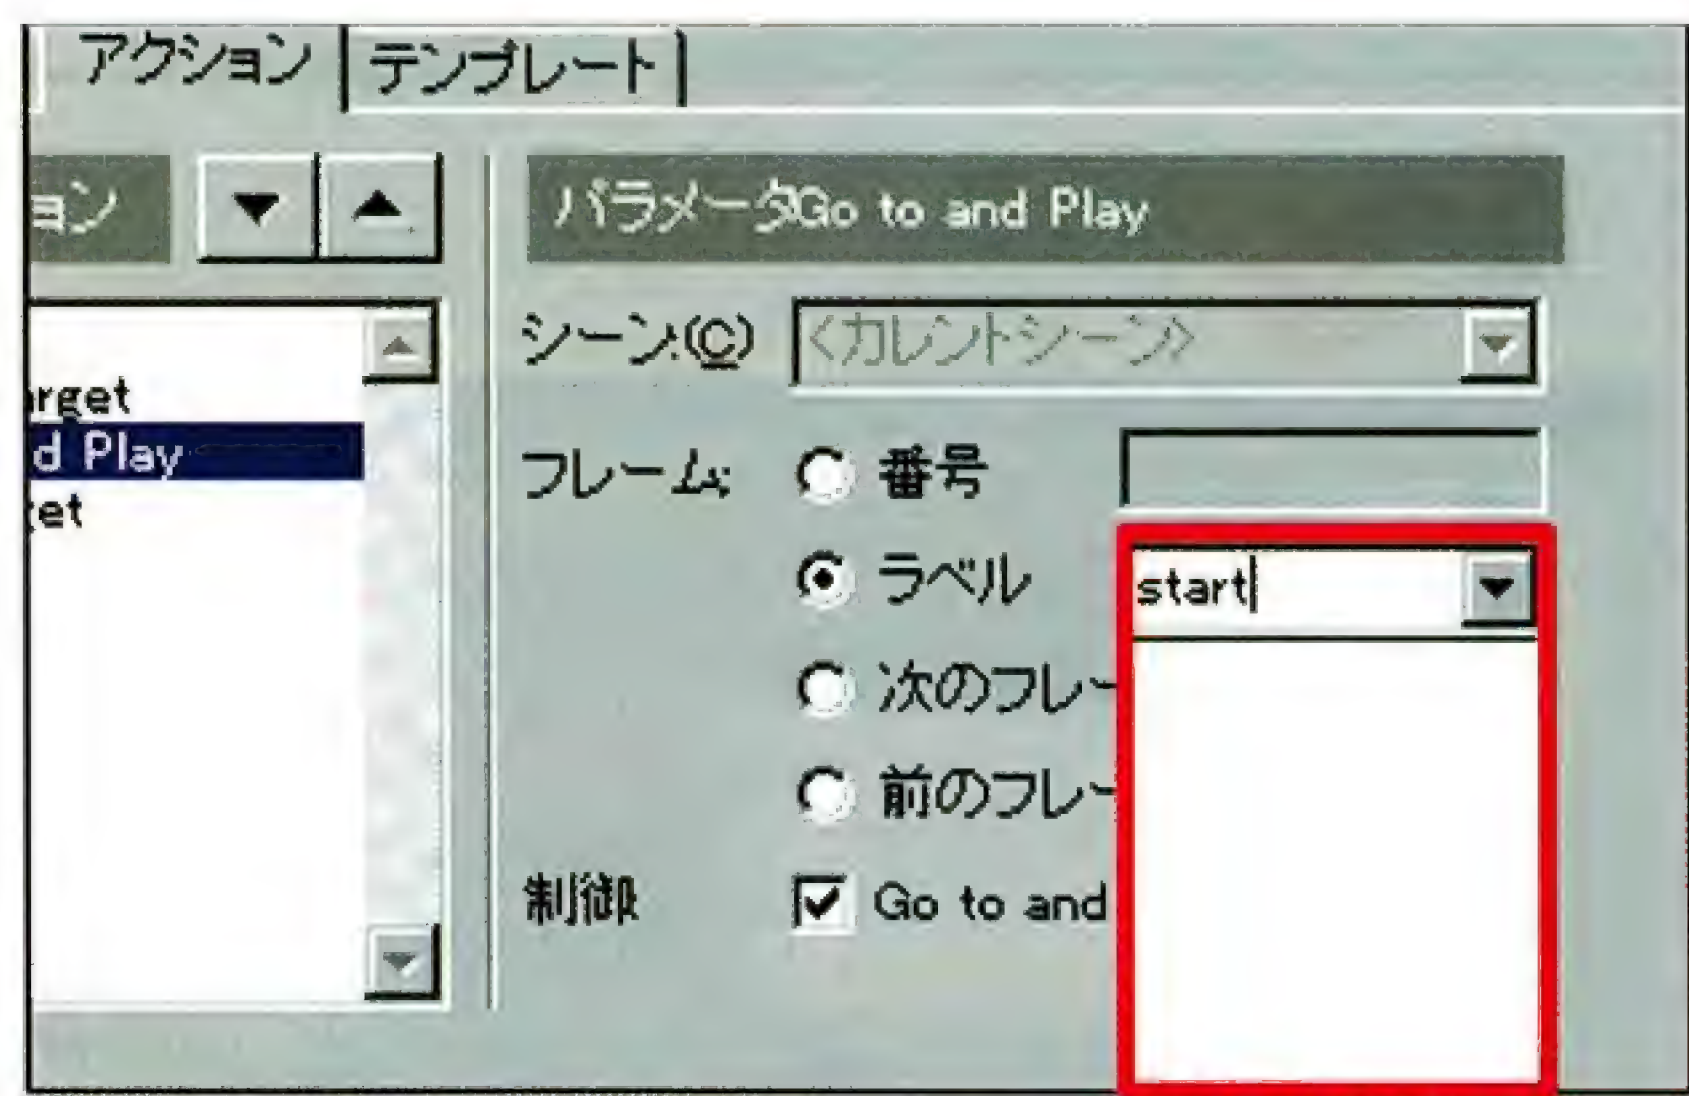 アクション テンプレート
ション
パラメータGo to and Play
シーン:(C) <カレントシーン>
rget
d Play
et
フレーム: 番号
ラベル start
次のフレー
前のフレー
制御 Go to and